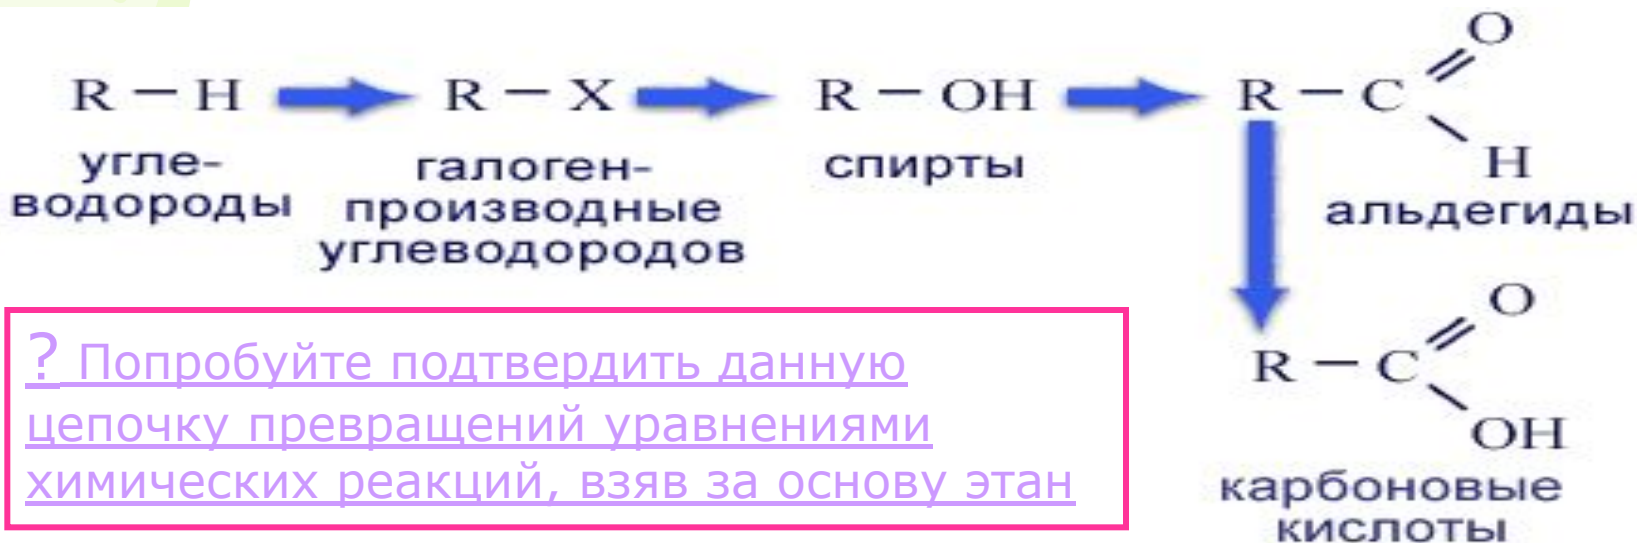 R – H R – X R – OH R – C O H
угле-
водороды
галоген-
производные
углеводородов
спирты
альдегиды
R – C O OH
карбоновые
кислоты
? Попробуйте подтвердить данную
цепочку превращений уравнениями
химических реакций, взяв за основу этан